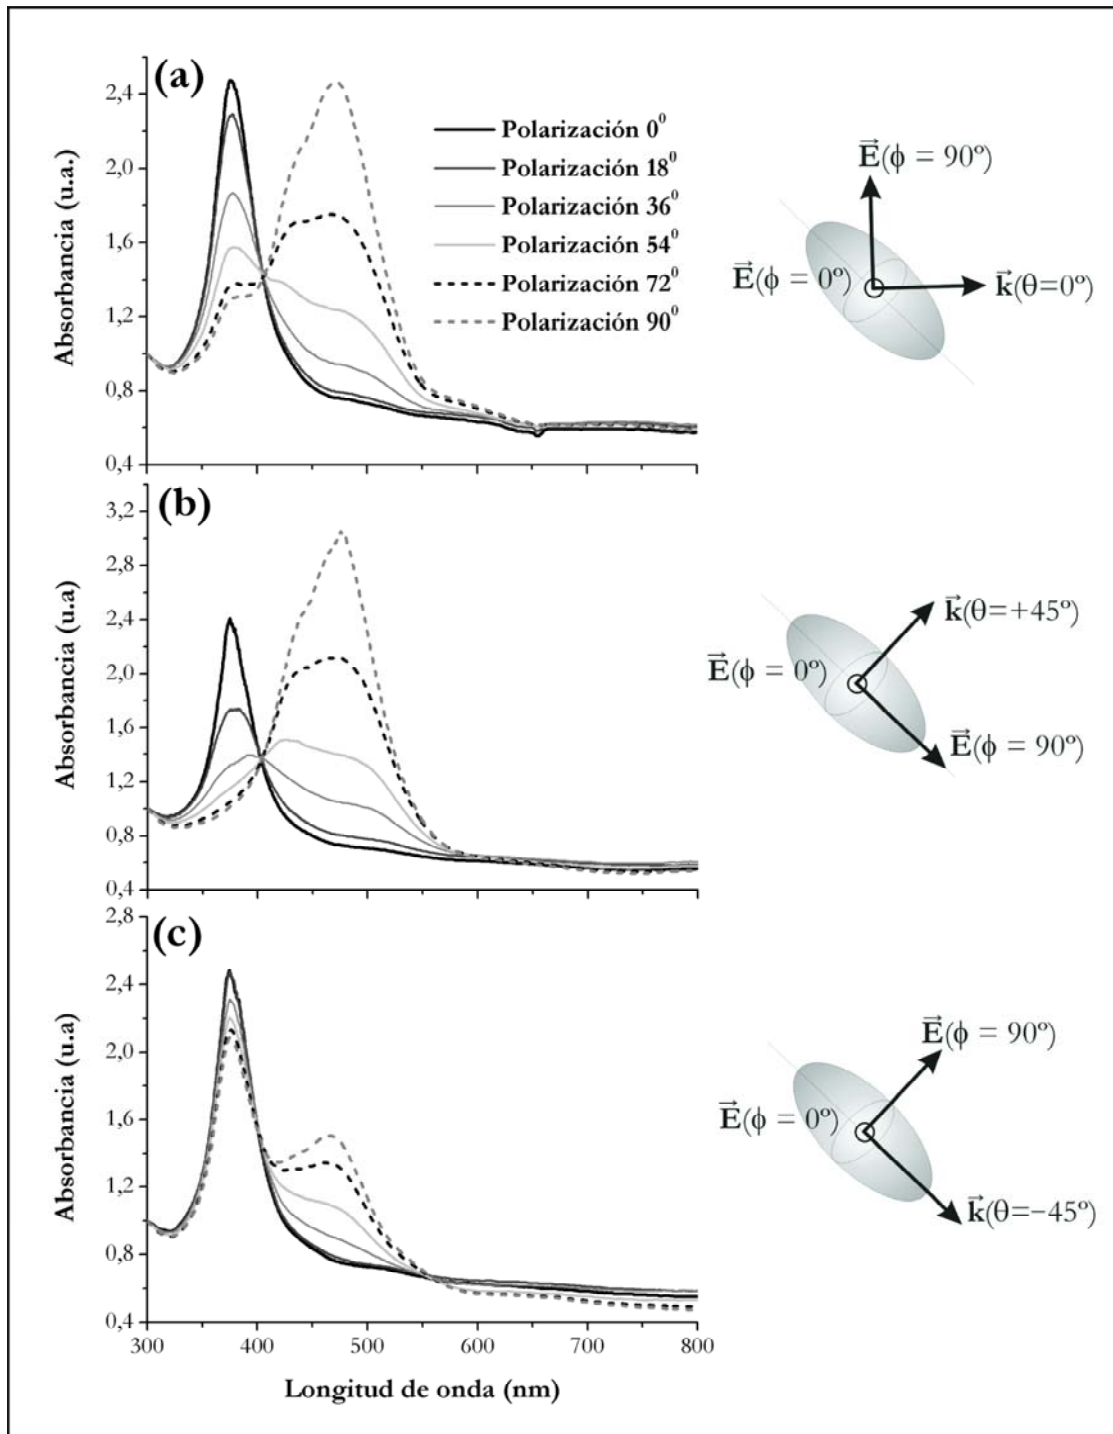 (a)
2,4
2,0
1,6
1,2
0,8
0,4
Absorbancia (u.a.)
Polarización 0⁰
Polarización 18⁰
Polarización 36⁰
Polarización 54⁰
Polarización 72⁰
Polarización 90⁰
E⃗(ϕ = 90º)
E⃗(ϕ = 0º)
k⃗(θ=0º)
(b)
3,2
2,8
2,4
2,0
1,6
1,2
0,8
0,4
Absorbancia (u.a)
k⃗(θ=+45º)
E⃗(ϕ = 0º)
E⃗(ϕ = 90º)
(c)
2,8
2,4
2,0
1,6
1,2
0,8
0,4
Absorbancia (u.a)
E⃗(ϕ = 90º)
E⃗(ϕ = 0º)
k⃗(θ=−45º)
300 400 500 600 700 800
Longitud de onda (nm)